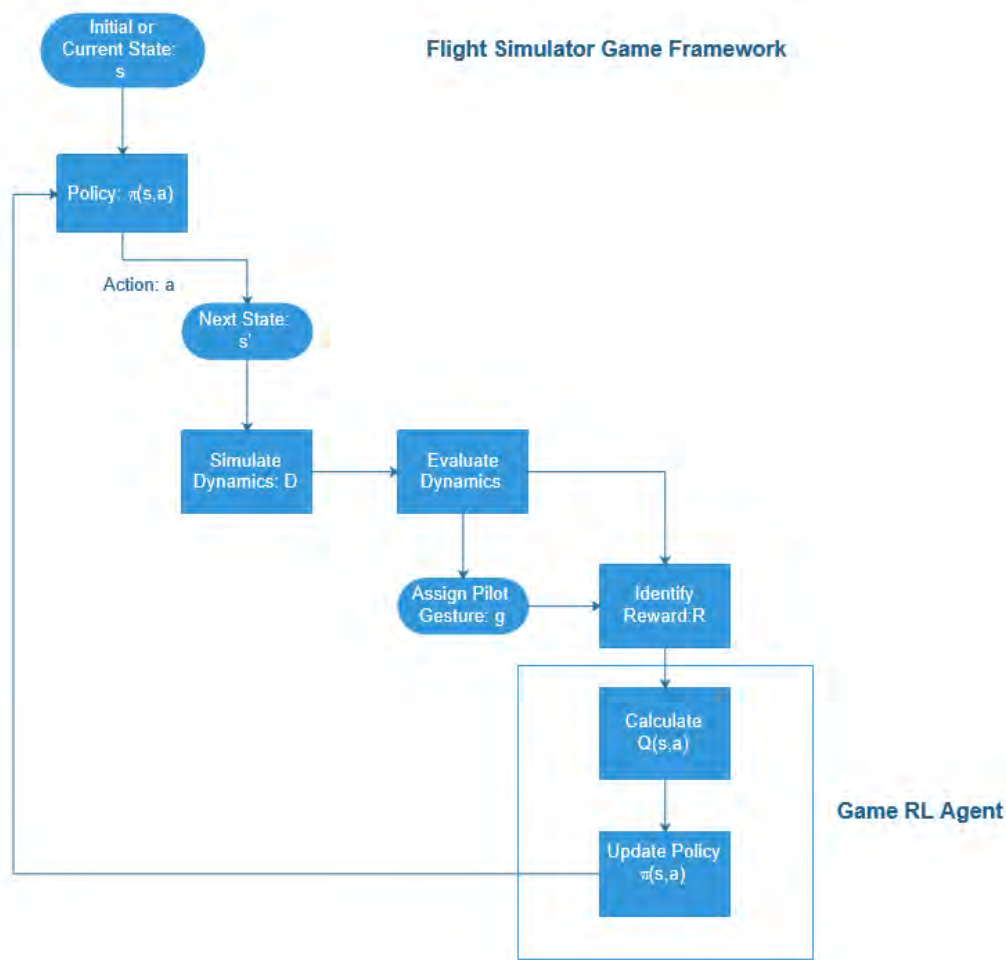 Initial or
Current State:
s
Flight Simulator Game Framework
Policy: π(s,a)
Action: a
Next State:
s'
Simulate
Dynamics: D
Evaluate
Dynamics
Assign Pilot
Gesture: g
Identify
Reward:R
Calculate
Q(s,a)
Game RL Agent
Update Policy
π(s,a)